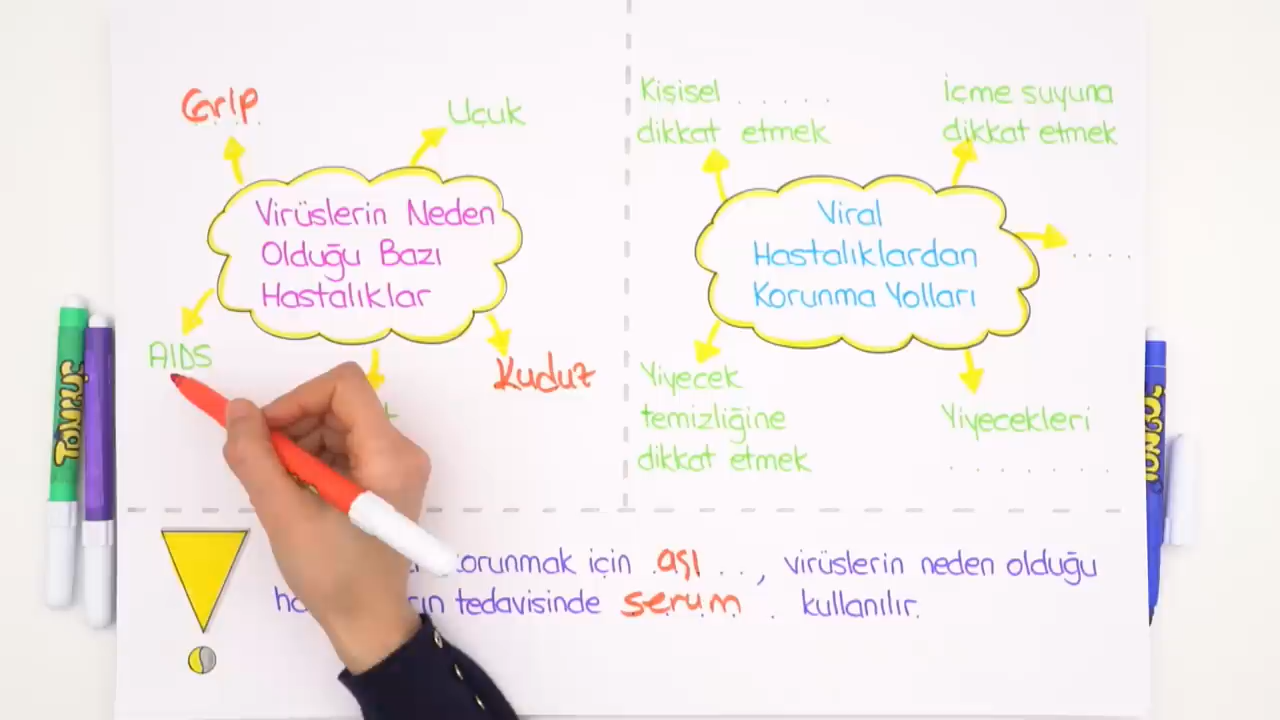 Grip
Uçuk
Virüslerin Neden
Olduğu Bazı
Hastalıklar
AIDS
Kuduz
Kişisel . . . . .
dikkat etmek
İçme suyuna
dikkat etmek
Viral
Hastalıklardan
Korunma Yolları
. . . .
Yiyecek
temizliğine
dikkat etmek
Yiyecekleri
. . . . . . . .
korunmak için aşı . . , virüslerin neden olduğu
tedavisinde serum . kullanılır.